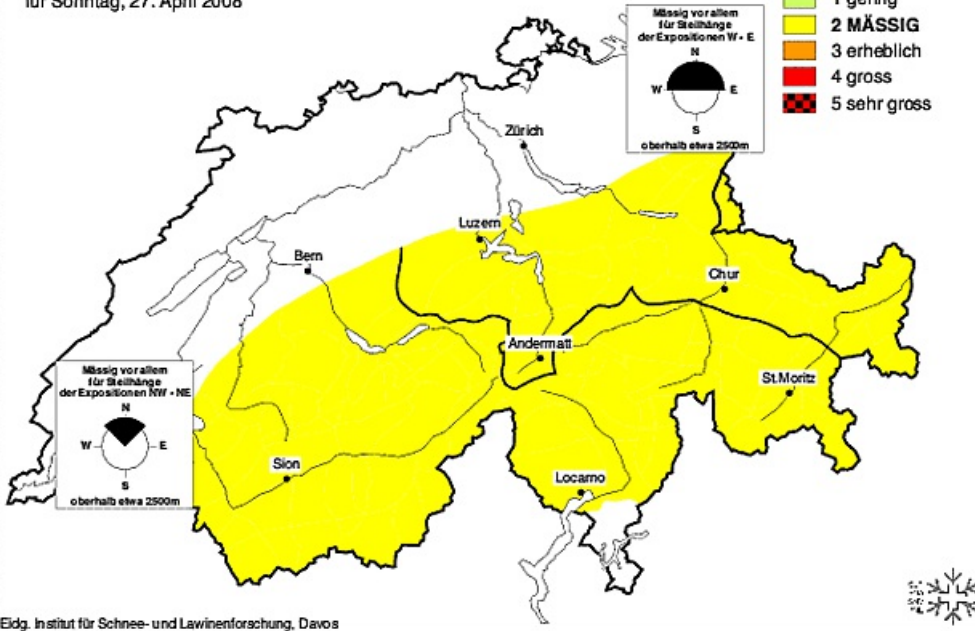 für Sonntag, 27. April 2008
1 gering
2 MÄSSIG
3 erheblich
4 gross
5 sehr gross
Mässig vor allem
für Steilhänge
der Expositionen W - E
N
W
E
S
oberhalb etwa 2500m
Zürich
Luzern
Bern
Chur
Andermatt
St.Moritz
Sion
Locarno
Mässig vor allem
für Steilhänge
der Expositionen NW - NE
N
W
E
S
oberhalb etwa 2500m
Eidg. Institut für Schnee- und Lawinenforschung, Davos